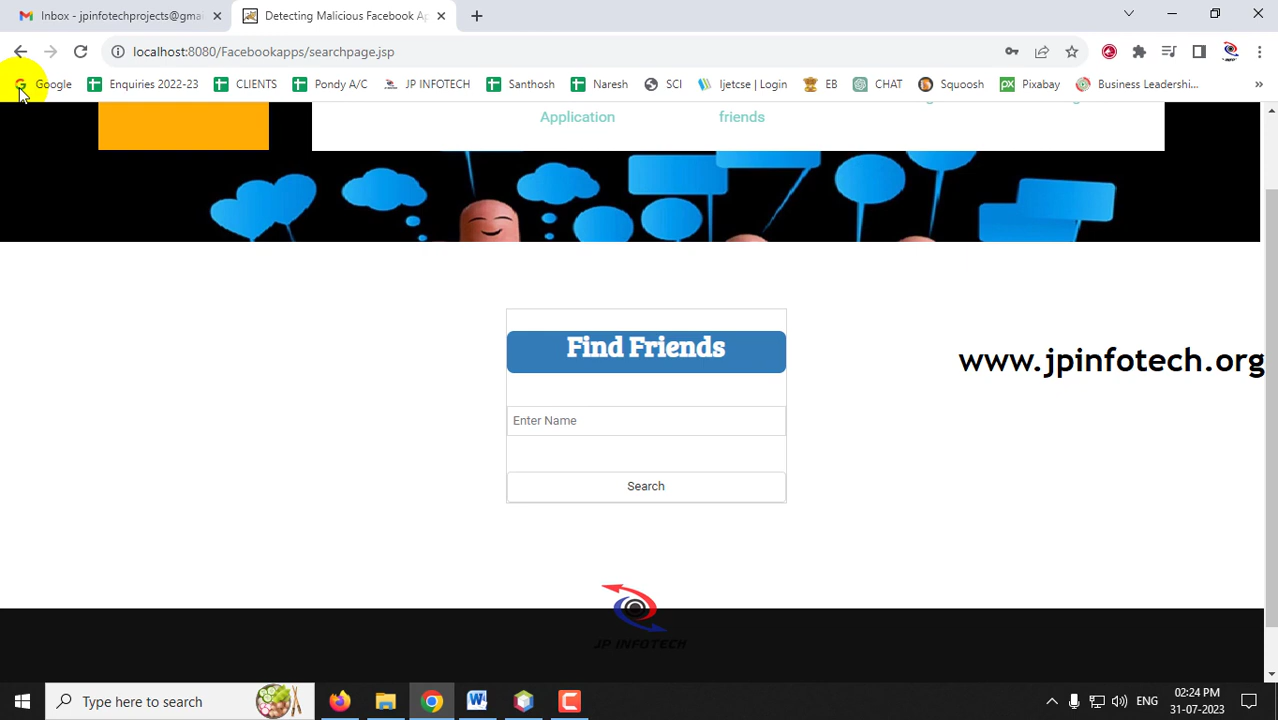 Inbox - jpinfotechprojects@gmai
Detecting Malicious Facebook Ap
localhost:8080/Facebookapps/searchpage.jsp
Google
Enquiries 2022-23
CLIENTS
Pondy A/C
JP INFOTECH
Santhosh
Naresh
SCI
Ijetcse | Login
EB
CHAT
Squoosh
Pixabay
Business Leadershi...
»
Application
friends
Find Friends
www.jpinfotech.org
Enter Name
Search
JP INFOTECH
Type here to search
ENG
02:24 PM
31-07-2023